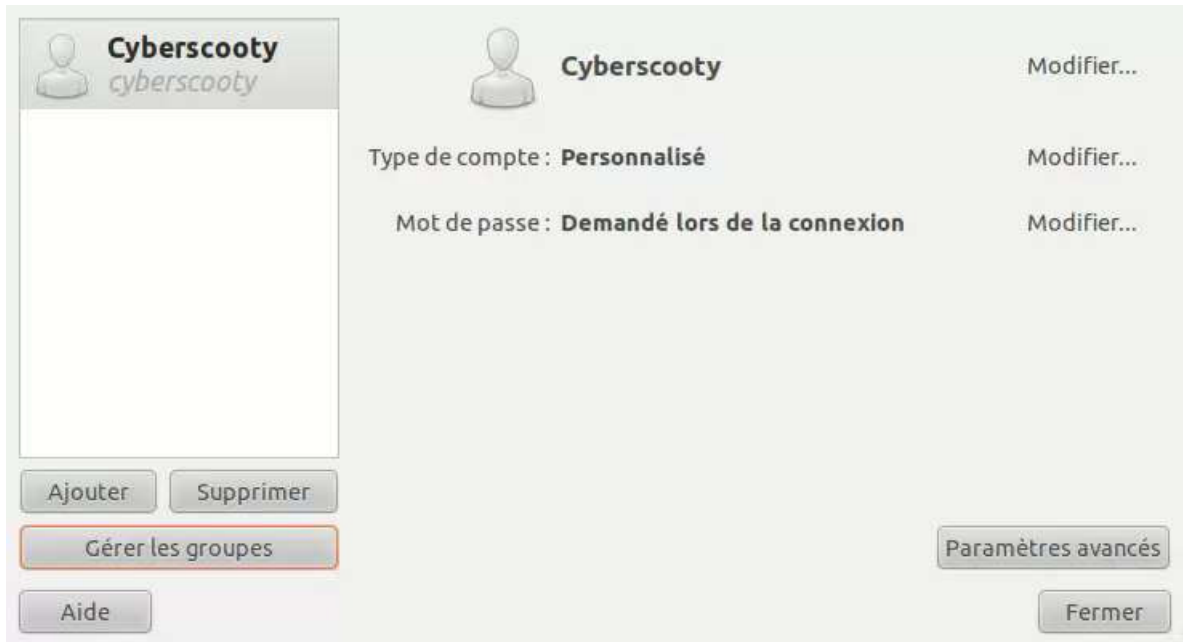 Cyberscooty
cyberscooty
Cyberscooty Modifier...
Type de compte : Personnalisé Modifier...
Mot de passe : Demandé lors de la connexion Modifier...
Ajouter Supprimer
Gérer les groupes
Paramètres avancés
Aide
Fermer